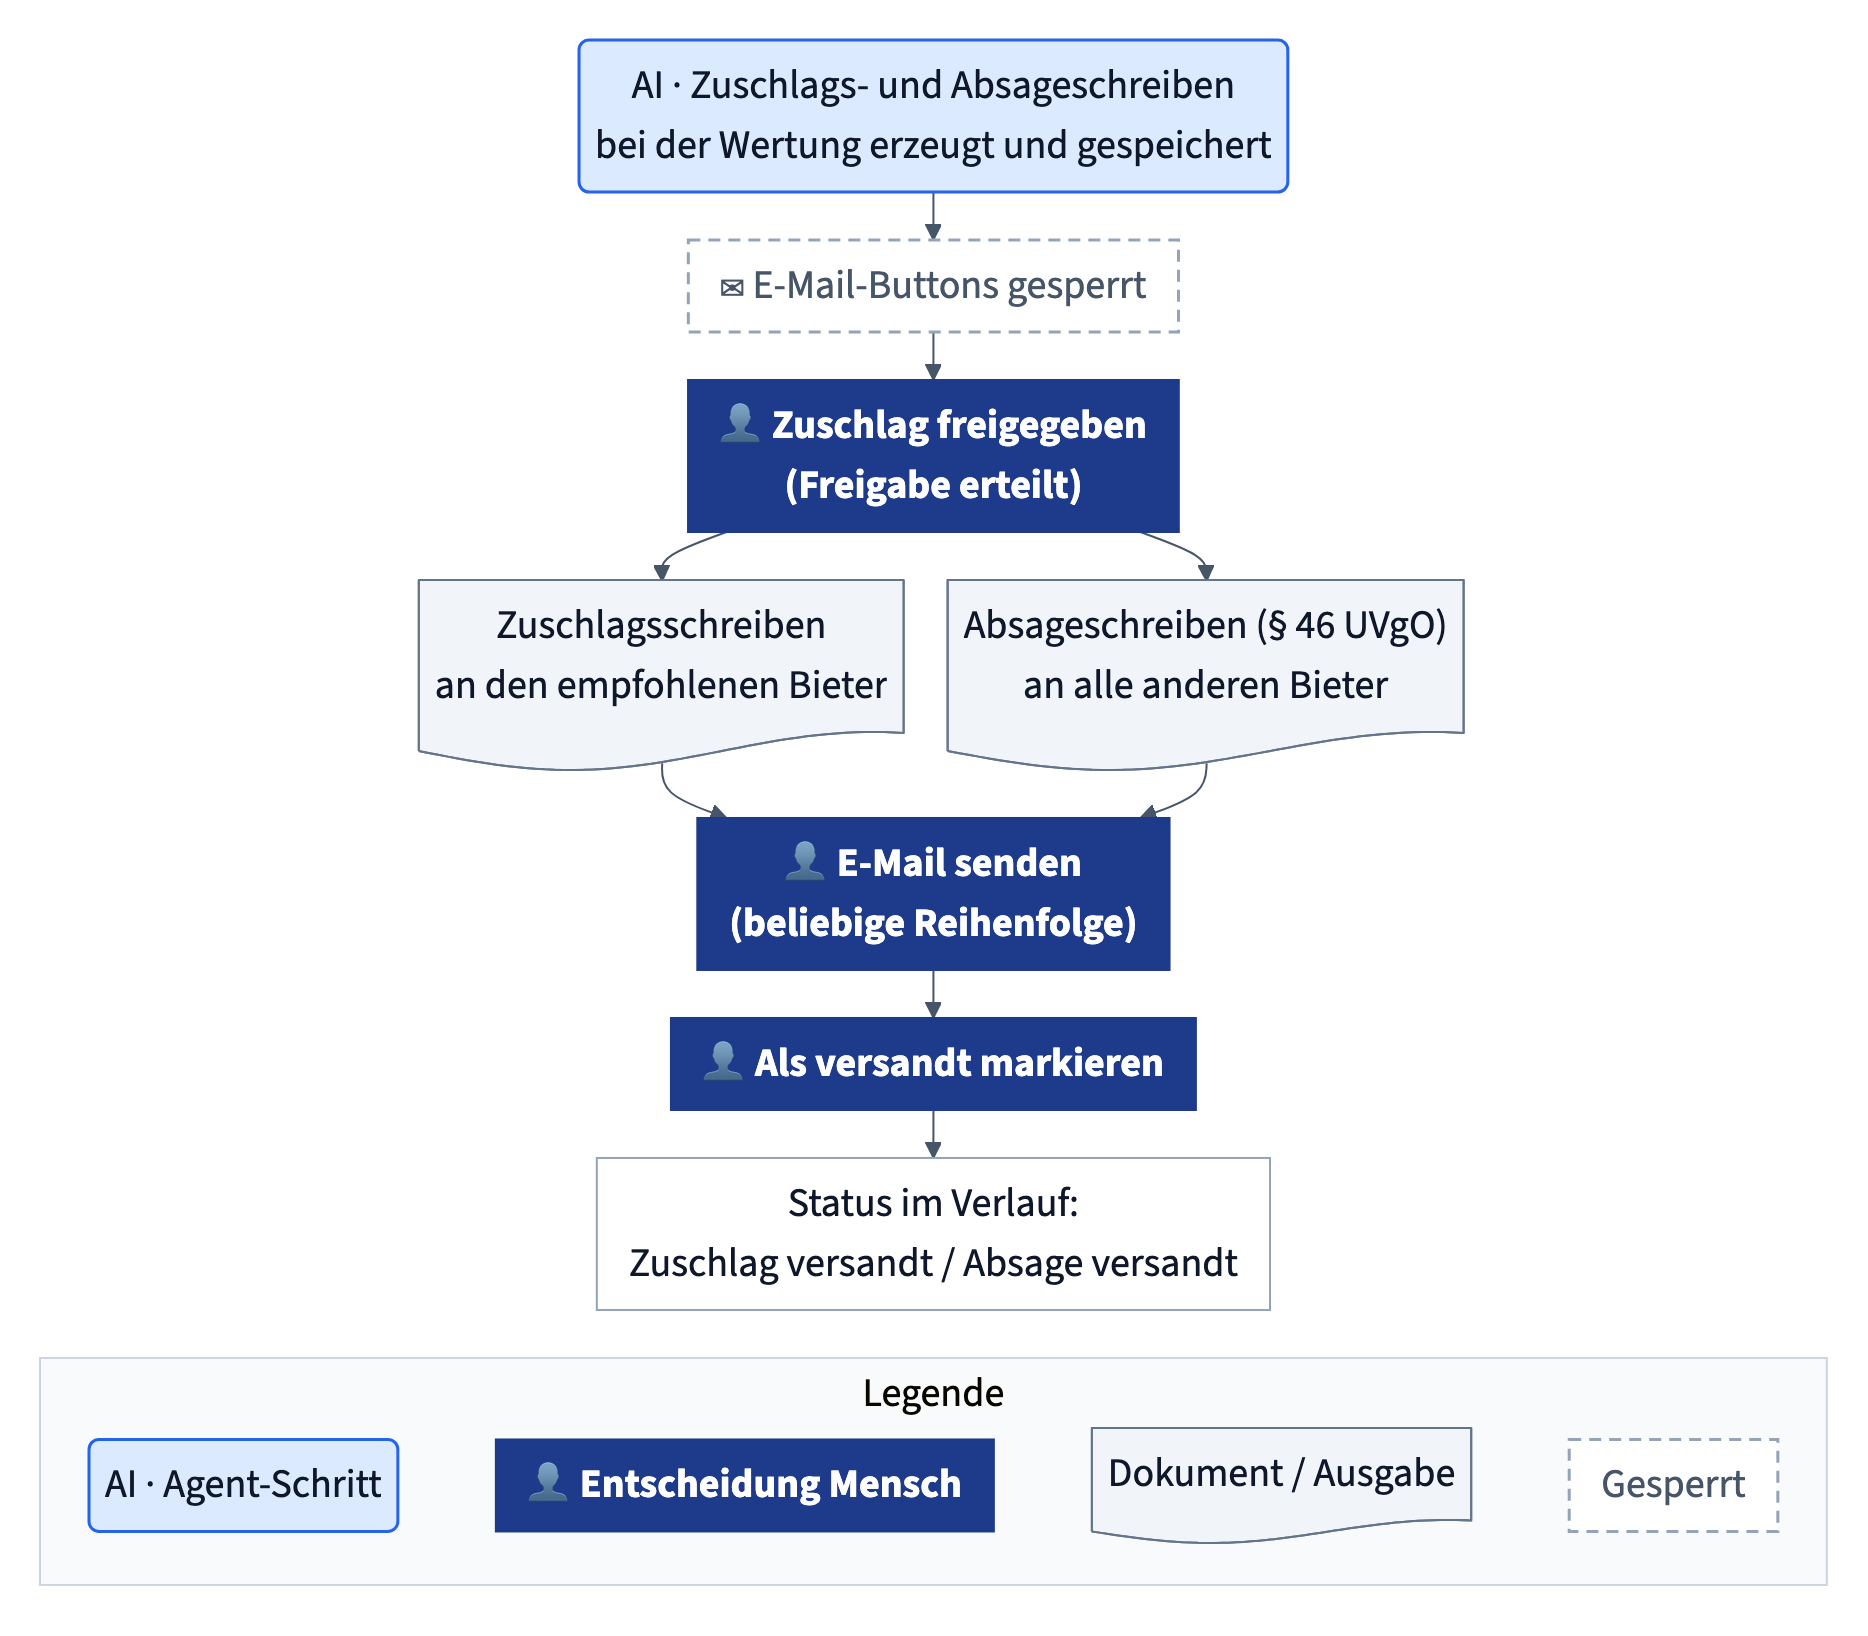 AI · Zuschlags- und Absageschreiben
bei der Wertung erzeugt und gespeichert
✉ E-Mail-Buttons gesperrt
👤 Zuschlag freigegeben
(Freigabe erteilt)
Zuschlagsschreiben
an den empfohlenen Bieter
Absageschreiben (§ 46 UVgO)
an alle anderen Bieter
👤 E-Mail senden
(beliebige Reihenfolge)
👤 Als versandt markieren
Status im Verlauf:
Zuschlag versandt / Absage versandt
Legende
AI · Agent-Schritt
👤 Entscheidung Mensch
Dokument / Ausgabe
Gesperrt